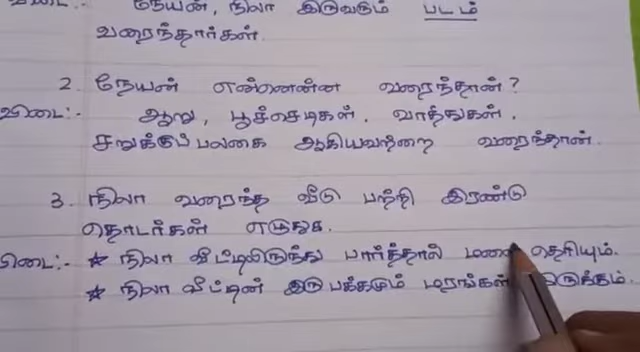 விடை:- நேயன், நிலா இருவரும் படம்
வரைந்தார்கள்.
2. நேயன் என்னென்ன வரைந்தான்?
விடை:- ஆறு, பூச்செடிகள், வாத்துகள்,
சறுக்குப்பலகை ஆகியவற்றை வரைந்தான்.
3. நிலா வரைந்த வீடு பற்றி இரண்டு
தொடர்கள் எழுதுக.
விடை:- * நிலா வீட்டிலிருந்து பார்த்தால் மலை தெரியும்.
* நிலா வீட்டின் இருபக்கமும் மரங்கள் இருக்கும்.